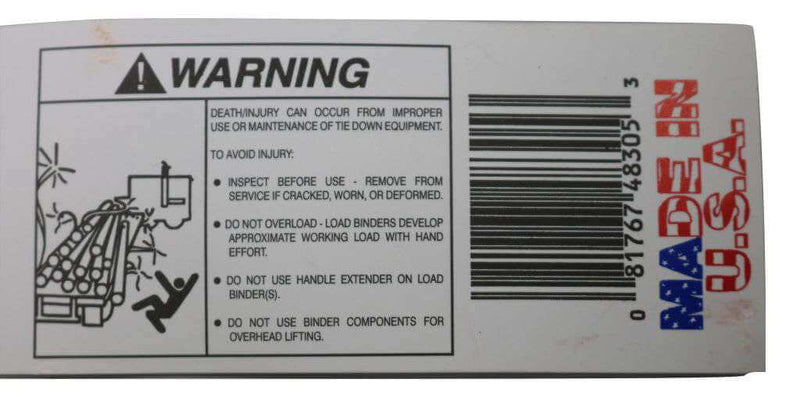 WARNING
DEATH/INJURY CAN OCCUR FROM IMPROPER
USE OR MAINTENANCE OF TIE DOWN EQUIPMENT.
TO AVOID INJURY:
• INSPECT BEFORE USE - REMOVE FROM
SERVICE IF CRACKED, WORN, OR DEFORMED.
• DO NOT OVERLOAD - LOAD BINDERS DEVELOP
APPROXIMATE WORKING LOAD WITH HAND
EFFORT.
• DO NOT USE HANDLE EXTENDER ON LOAD
BINDER(S).
• DO NOT USE BINDER COMPONENTS FOR
OVERHEAD LIFTING.
0 81767 48305 3
MADE IN
U.S.A.